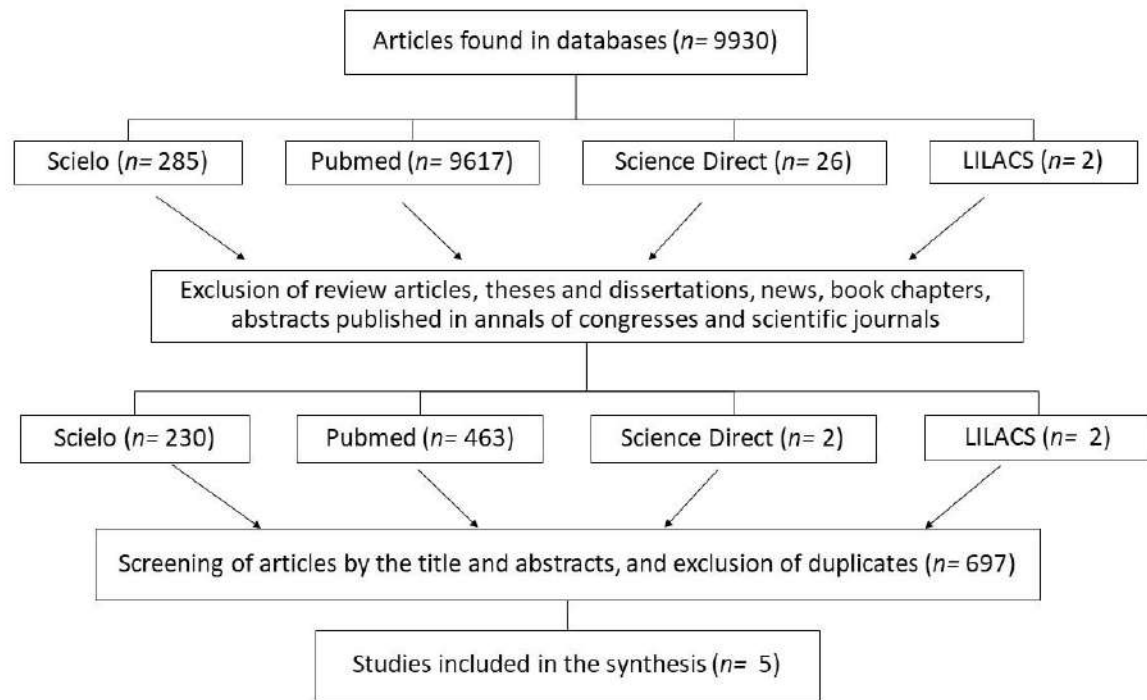 Articles found in databases (n= 9930)
Scielo (n= 285)
Pubmed (n= 9617)
Science Direct (n= 26)
LILACS (n= 2)
Exclusion of review articles, theses and dissertations, news, book chapters,
abstracts published in annals of congresses and scientific journals
Scielo (n= 230)
Pubmed (n= 463)
Science Direct (n= 2)
LILACS (n= 2)
Screening of articles by the title and abstracts, and exclusion of duplicates (n= 697)
Studies included in the synthesis (n= 5)